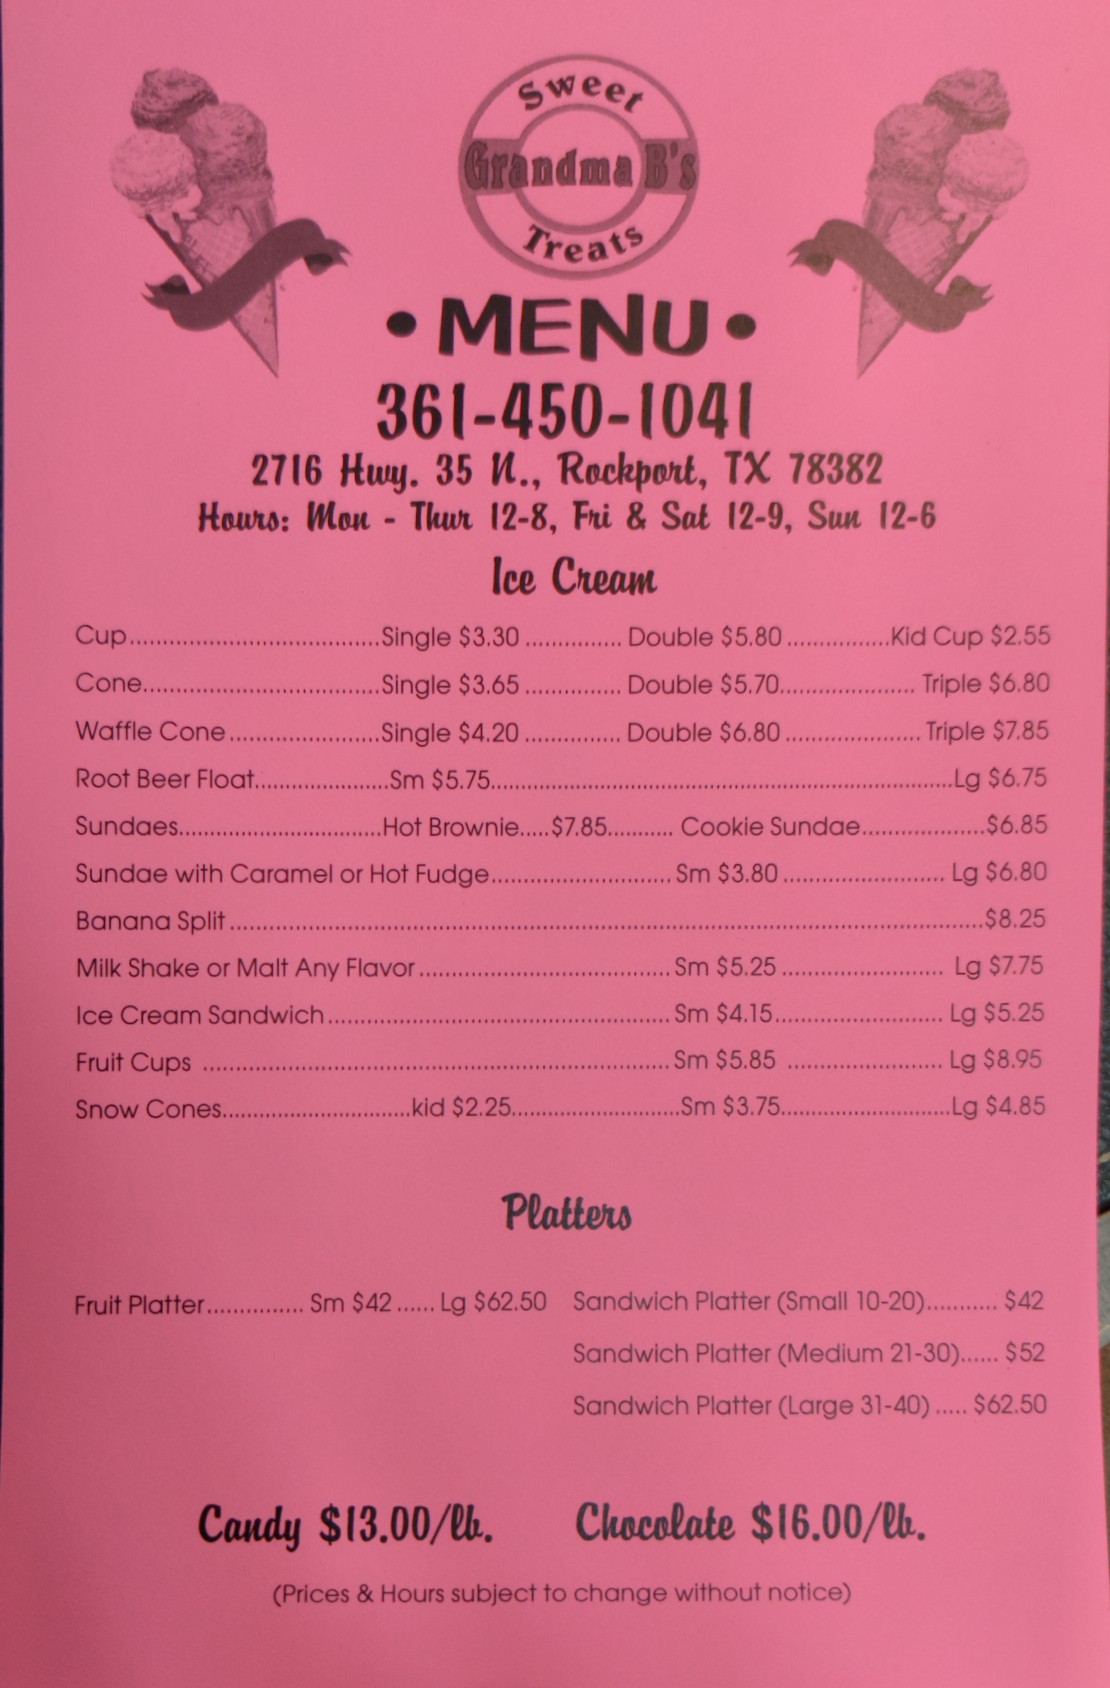 Sweet
Grandma B's
Treats
• MENU •
361-450-1041
2716 Hwy. 35 N., Rockport, TX 78382
Hours: Mon - Thur 12-8, Fri & Sat 12-9, Sun 12-6
Ice Cream
Cup..................................Single $3.30 ............. Double $5.80 ..............Kid Cup $2.55
Cone................................Single $3.65 ............. Double $5.70................... Triple $6.80
Waffle Cone....................Single $4.20 ............. Double $6.80 .................. Triple $7.85
Root Beer Float..................Sm $5.75...............................................................Lg $6.75
Sundaes...........................Hot Brownie.....$7.85.......... Cookie Sundae.................$6.85
Sundae with Caramel or Hot Fudge........................ Sm $3.80 ...................... Lg $6.80
Banana Split .......................................................................................................$8.25
Milk Shake or Malt Any Flavor.................................. Sm $5.25 ...................... Lg $7.75
Ice Cream Sandwich.............................................. Sm $4.15....................... Lg $5.25
Fruit Cups ............................................................... Sm $5.85 ..................... Lg $8.95
Snow Cones.........................kid $2.25.......................Sm $3.75.......................Lg $4.85
Platters
Fruit Platter.............. Sm $42 ...... Lg $62.50 Sandwich Platter (Small 10-20)........... $42
Sandwich Platter (Medium 21-30)...... $52
Sandwich Platter (Large 31-40) ..... $62.50
Candy $13.00/lb. Chocolate $16.00/lb.
(Prices & Hours subject to change without notice)